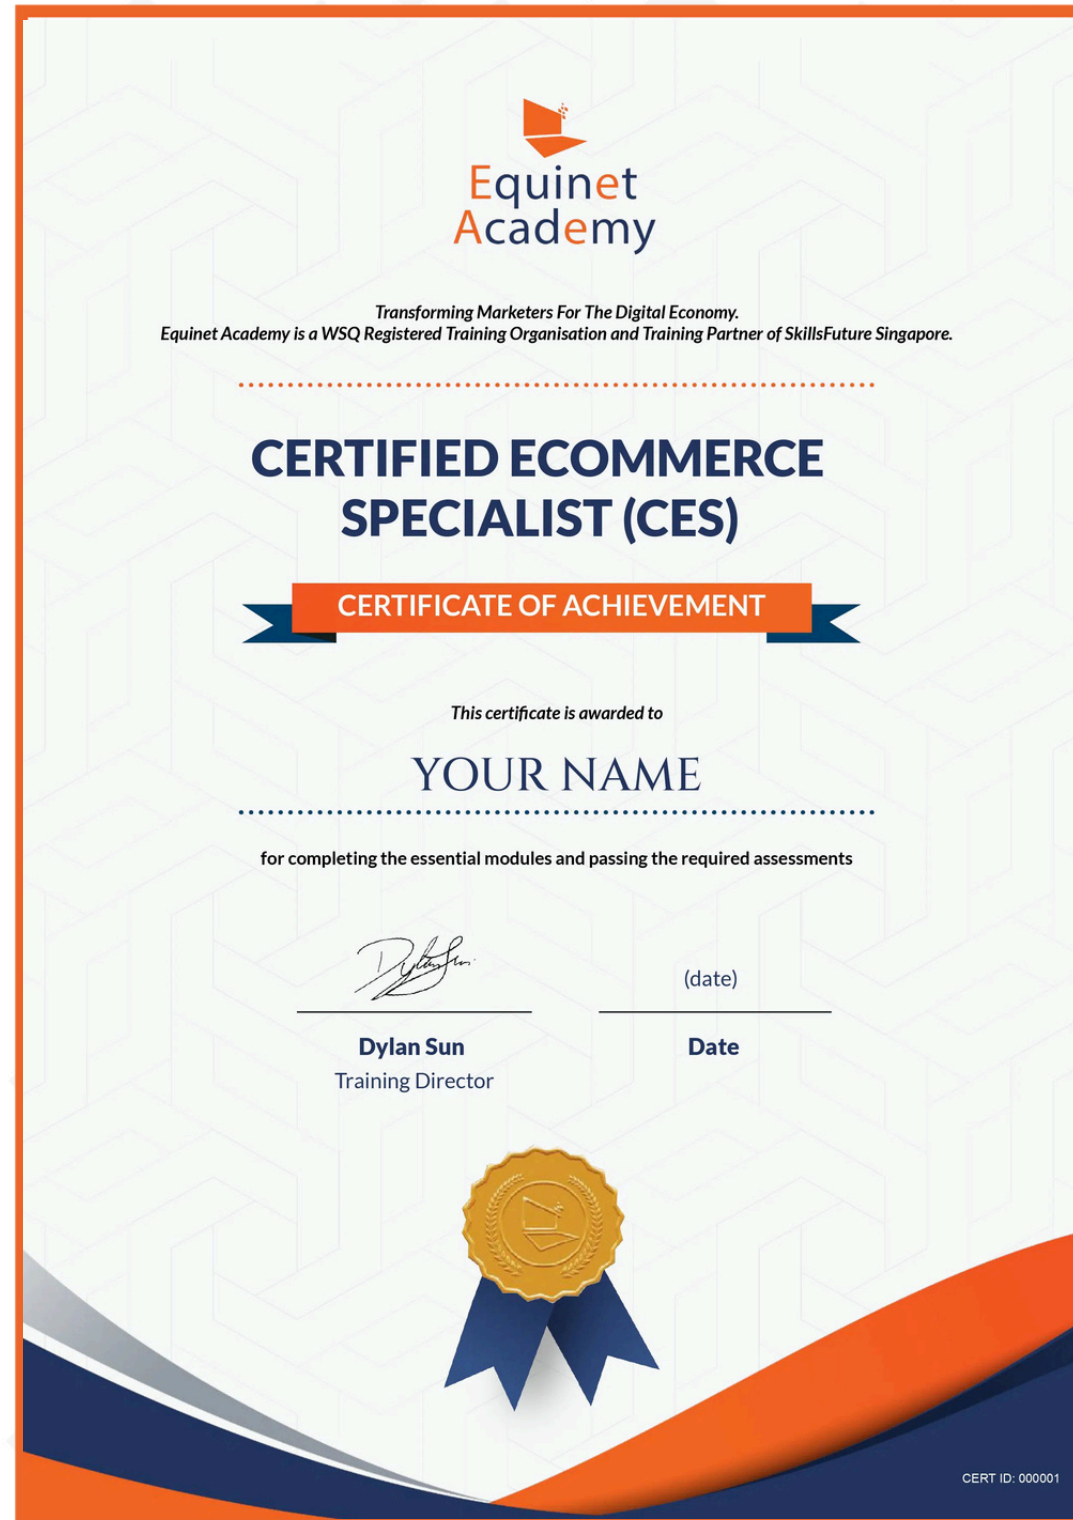 Equinet
Academy
Transforming Marketers For The Digital Economy.
Equinet Academy is a WSQ Registered Training Organisation and Training Partner of SkillsFuture Singapore.
CERTIFIED ECOMMERCE
SPECIALIST (CES)
CERTIFICATE OF ACHIEVEMENT
This certificate is awarded to
YOUR NAME
for completing the essential modules and passing the required assessments
Dylan Sun
(date)
Dylan Sun
Date
Training Director
CERT ID: 000001